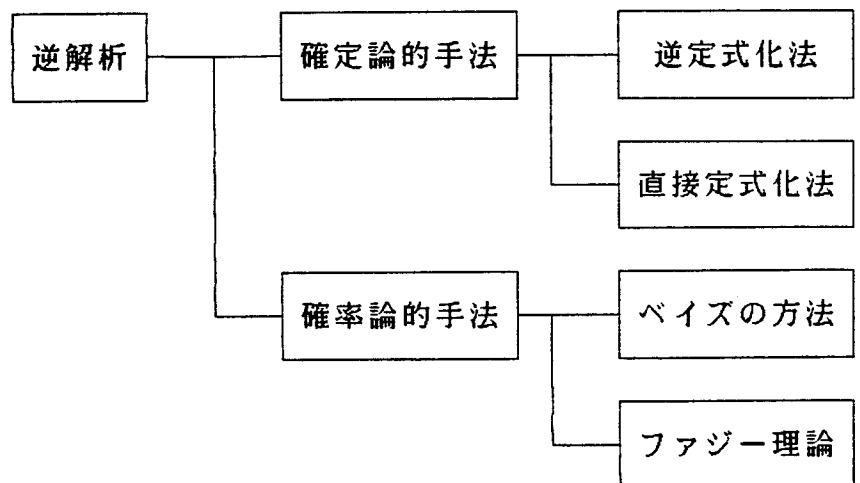 逆解析
確定論的手法
逆定式化法
直接定式化法
確率論的手法
ベイズの方法
ファジー理論